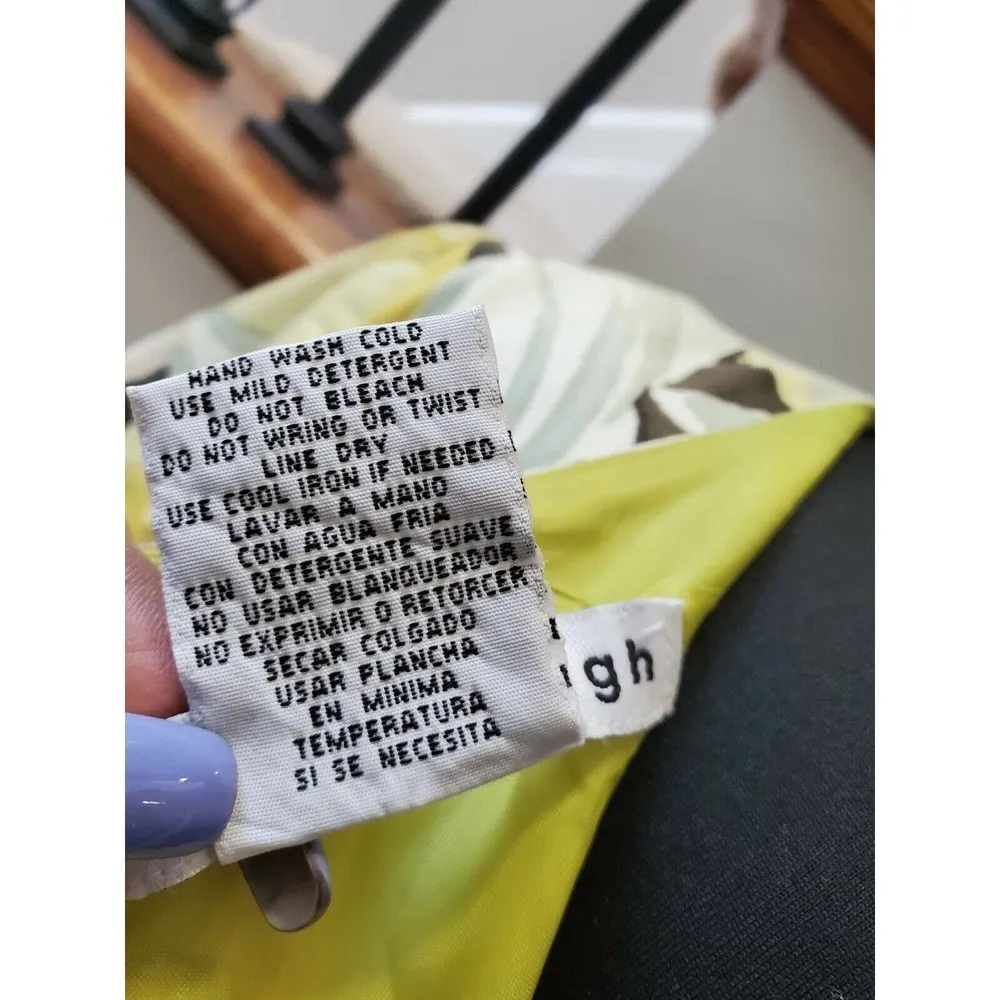 HAND WASH COLD
USE MILD DETERGENT
DO NOT BLEACH
DO NOT WRING OR TWIST
LINE DRY
USE COOL IRON IF NEEDED
LAVAR A MANO
CON AGUA FRIA
CON DETERGENTE SUAVE
NO USAR BLANQUEADOR
NO EXPRIMIR O RETORCER
SECAR COLGADO
USAR PLANCHA
EN MINIMA
TEMPERATURA
SI SE NECESITA
gh